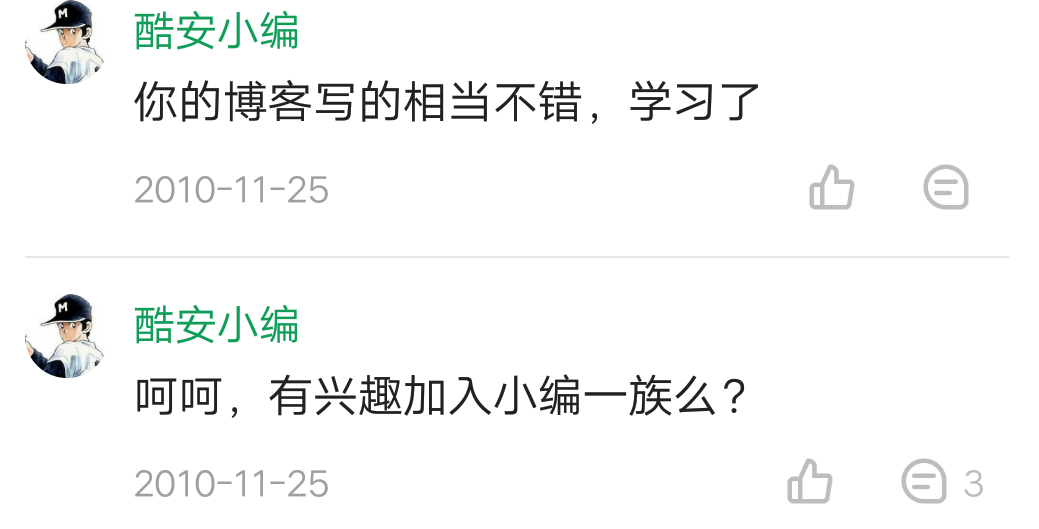 酷安小编
你的博客写的相当不错，学习了
2010-11-25
酷安小编
呵呵，有兴趣加入小编一族么？
2010-11-25
3